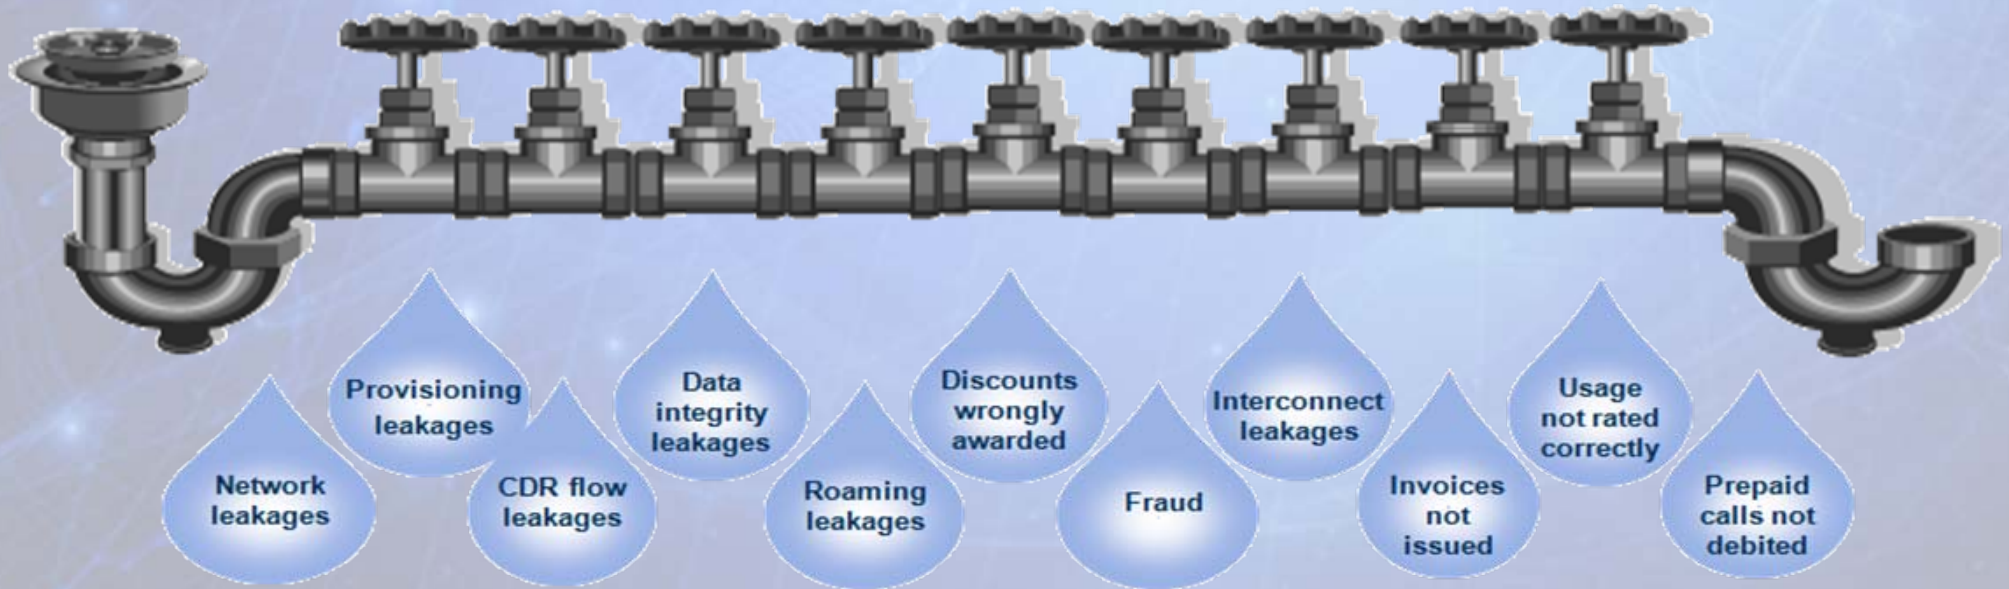 Network
leakages
Provisioning
leakages
CDR flow
leakages
Data
integrity
leakages
Roaming
leakages
Discounts
wrongly
awarded
Fraud
Interconnect
leakages
Invoices
not
issued
Usage
not rated
correctly
Prepaid
calls not
debited